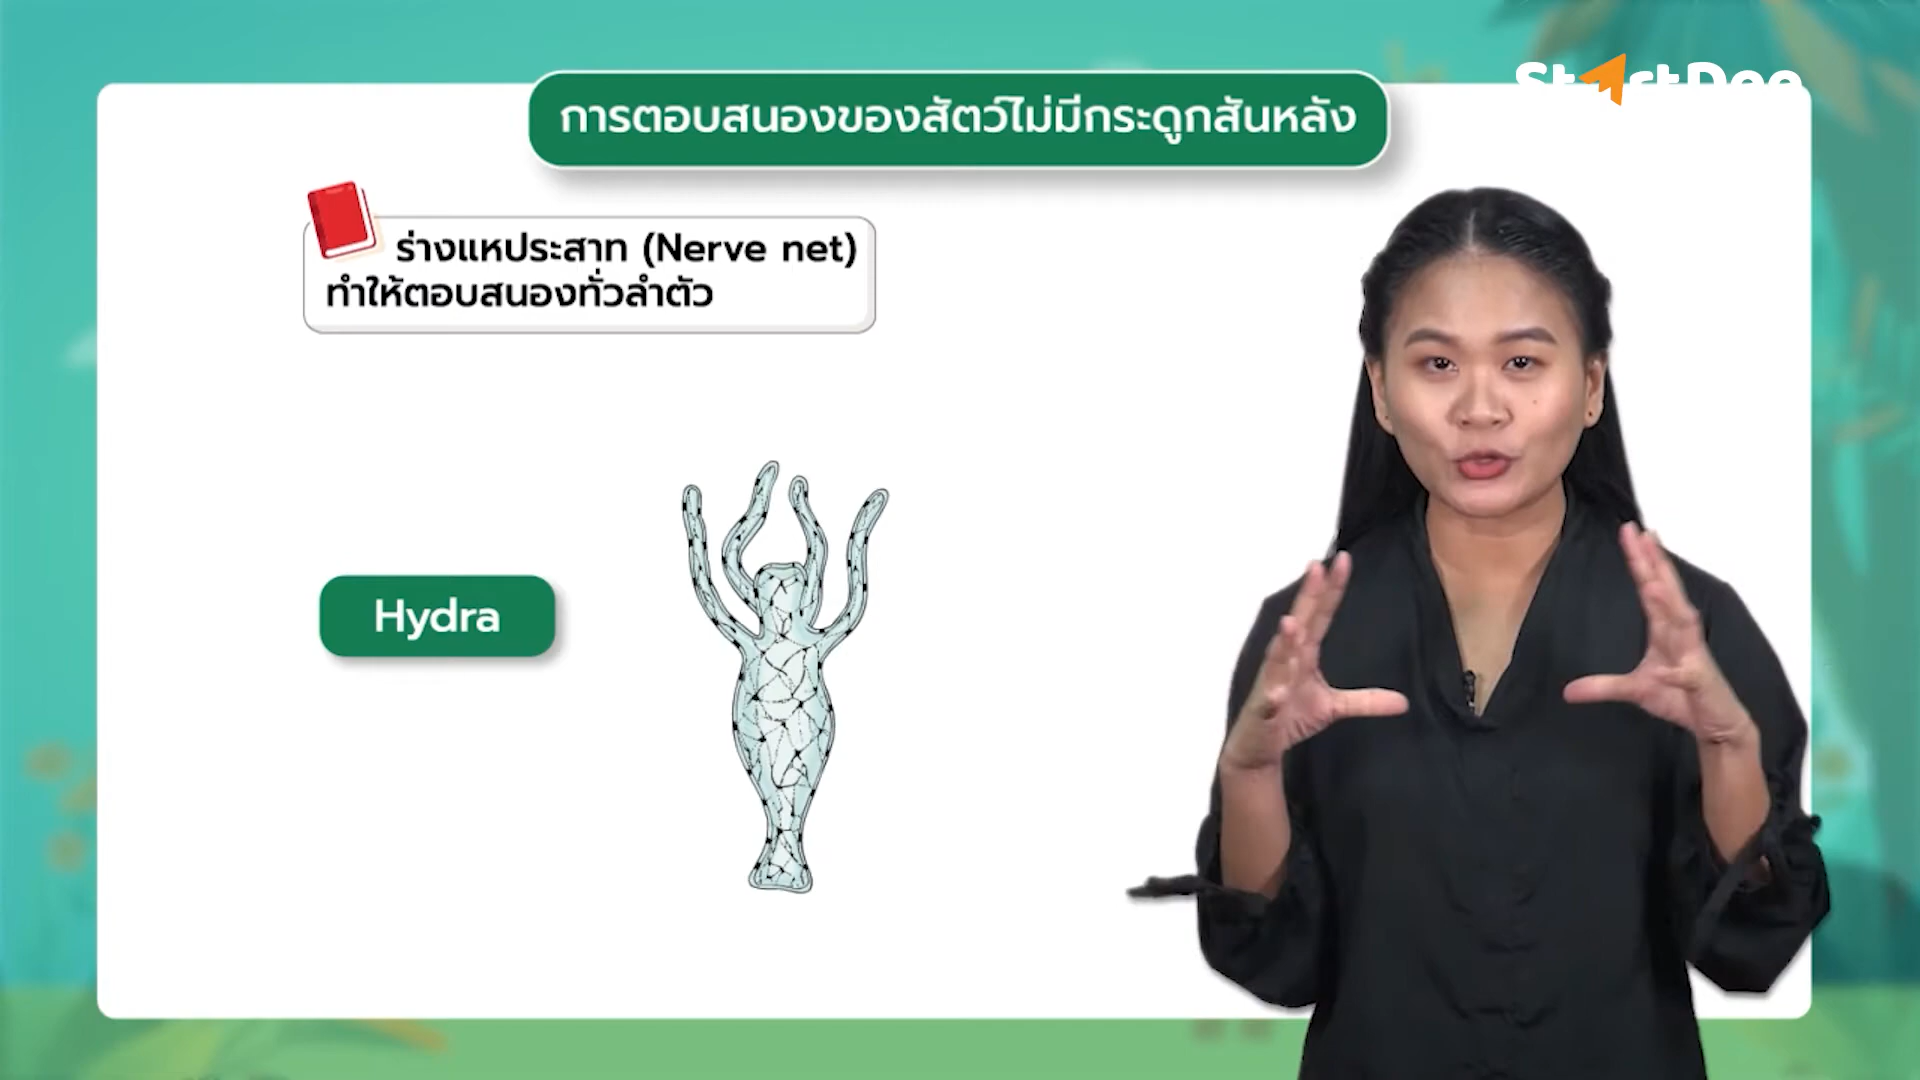 StartDee
การตอบสนองของสัตว์ไม่มีกระดูกสันหลัง
ร่างแหประสาท (Nerve net)
ทำให้ตอบสนองทั่วลำตัว
Hydra